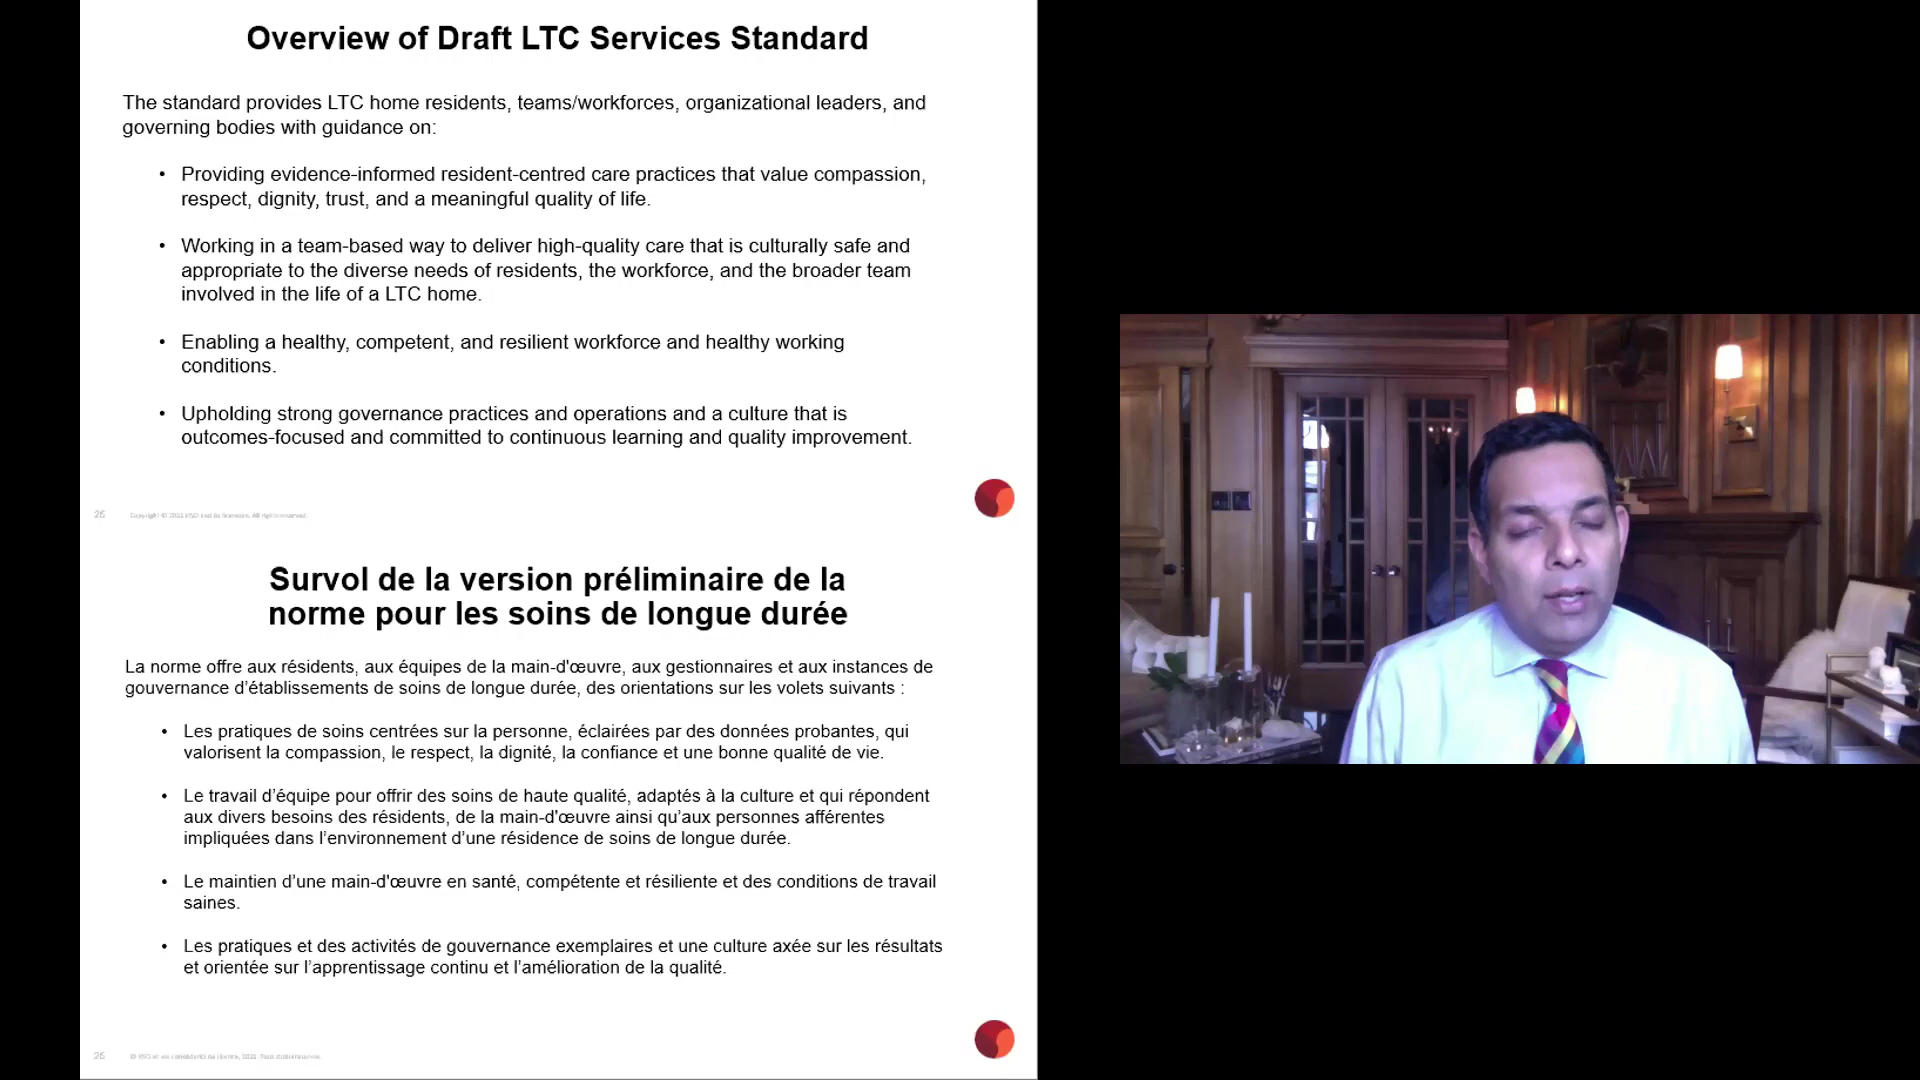 Overview of Draft LTC Services Standard
The standard provides LTC home residents, teams/workforces, organizational leaders, and
governing bodies with guidance on:
• Providing evidence-informed resident-centred care practices that value compassion,
respect, dignity, trust, and a meaningful quality of life.
• Working in a team-based way to deliver high-quality care that is culturally safe and
appropriate to the diverse needs of residents, the workforce, and the broader team
involved in the life of a LTC home.
• Enabling a healthy, competent, and resilient workforce and healthy working
conditions.
• Upholding strong governance practices and operations and a culture that is
outcomes-focused and committed to continuous learning and quality improvement.
26 Copyright © HSO and its licensors. All rights reserved.
Survol de la version préliminaire de la
norme pour les soins de longue durée
La norme offre aux résidents, aux équipes de la main-d'œuvre, aux gestionnaires et aux instances de
gouvernance d’établissements de soins de longue durée, des orientations sur les volets suivants :
• Les pratiques de soins centrées sur la personne, éclairées par des données probantes, qui
valorisent la compassion, le respect, la dignité, la confiance et une bonne qualité de vie.
• Le travail d’équipe pour offrir des soins de haute qualité, adaptés à la culture et qui répondent
aux divers besoins des résidents, de la main-d'œuvre ainsi qu’aux personnes afférentes
impliquées dans l’environnement d’une résidence de soins de longue durée.
• Le maintien d’une main-d'œuvre en santé, compétente et résiliente et des conditions de travail
saines.
• Les pratiques et des activités de gouvernance exemplaires et une culture axée sur les résultats
et orientée sur l’apprentissage continu et l’amélioration de la qualité.
26